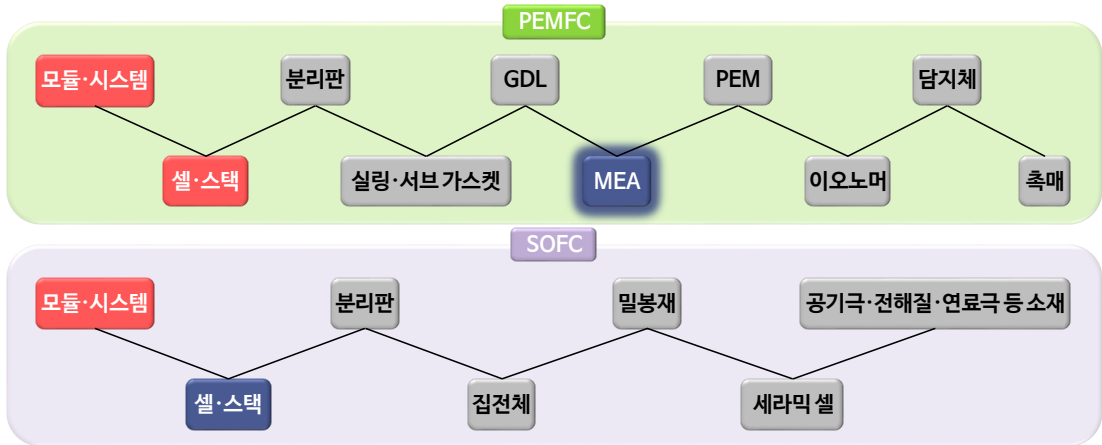 PEMFC
모듈·시스템
분리판
GDL
PEM
담지체
셀·스택
실링·서브 가스켓
MEA
이오노머
촉매
SOFC
모듈·시스템
분리판
밀봉재
공기극·전해질·연료극 등 소재
셀·스택
집전체
세라믹 셀